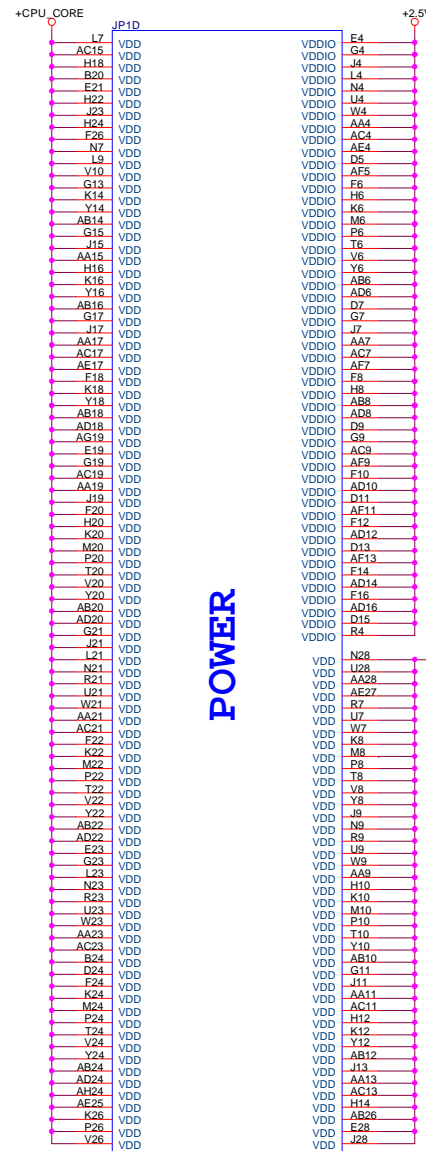 +CPU_CORE
JP1D
L7 VDD
AC15 VDD
H18 VDD
B20 VDD
E21 VDD
H22 VDD
J23 VDD
H24 VDD
F26 VDD
N7 VDD
L9 VDD
V10 VDD
G13 VDD
K14 VDD
Y14 VDD
AB14 VDD
G15 VDD
J15 VDD
AA15 VDD
H16 VDD
K16 VDD
Y16 VDD
AB16 VDD
G17 VDD
J17 VDD
AA17 VDD
AC17 VDD
AE17 VDD
F18 VDD
K18 VDD
Y18 VDD
AB18 VDD
AD18 VDD
AG19 VDD
E19 VDD
G19 VDD
AC19 VDD
AA19 VDD
J19 VDD
F20 VDD
H20 VDD
K20 VDD
M20 VDD
P20 VDD
T20 VDD
V20 VDD
Y20 VDD
AB20 VDD
AD20 VDD
G21 VDD
J21 VDD
L21 VDD
N21 VDD
R21 VDD
U21 VDD
W21 VDD
AA21 VDD
AC21 VDD
F22 VDD
K22 VDD
M22 VDD
P22 VDD
T22 VDD
V22 VDD
Y22 VDD
AB22 VDD
AD22 VDD
E23 VDD
G23 VDD
L23 VDD
N23 VDD
R23 VDD
U23 VDD
W23 VDD
AA23 VDD
AC23 VDD
B24 VDD
D24 VDD
F24 VDD
K24 VDD
M24 VDD
P24 VDD
T24 VDD
V24 VDD
Y24 VDD
AB24 VDD
AD24 VDD
AH24 VDD
AE25 VDD
K26 VDD
P26 VDD
V26 VDD
POWER
+2.5V
VDDIO E4
VDDIO G4
VDDIO J4
VDDIO L4
VDDIO N4
VDDIO U4
VDDIO W4
VDDIO AA4
VDDIO AC4
VDDIO AE4
VDDIO D5
VDDIO AF5
VDDIO F6
VDDIO H6
VDDIO K6
VDDIO M6
VDDIO P6
VDDIO T6
VDDIO V6
VDDIO Y6
VDDIO AB6
VDDIO AD6
VDDIO D7
VDDIO G7
VDDIO J7
VDDIO AA7
VDDIO AC7
VDDIO AF7
VDDIO F8
VDDIO H8
VDDIO AB8
VDDIO AD8
VDDIO D9
VDDIO G9
VDDIO AC9
VDDIO AF9
VDDIO F10
VDDIO AD10
VDDIO D11
VDDIO AF11
VDDIO F12
VDDIO AD12
VDDIO D13
VDDIO AF13
VDDIO F14
VDDIO AD14
VDDIO F16
VDDIO AD16
VDDIO D15
VDDIO R4
VDD N28
VDD U28
VDD AA28
VDD AE27
VDD R7
VDD U7
VDD W7
VDD K8
VDD M8
VDD P8
VDD T8
VDD V8
VDD Y8
VDD J9
VDD N9
VDD R9
VDD U9
VDD W9
VDD AA9
VDD H10
VDD K10
VDD M10
VDD P10
VDD T10
VDD Y10
VDD AB10
VDD G11
VDD J11
VDD AA11
VDD AC11
VDD H12
VDD K12
VDD Y12
VDD AB12
VDD J13
VDD AA13
VDD AC13
VDD H14
VDD AB26
VDD E28
VDD J28